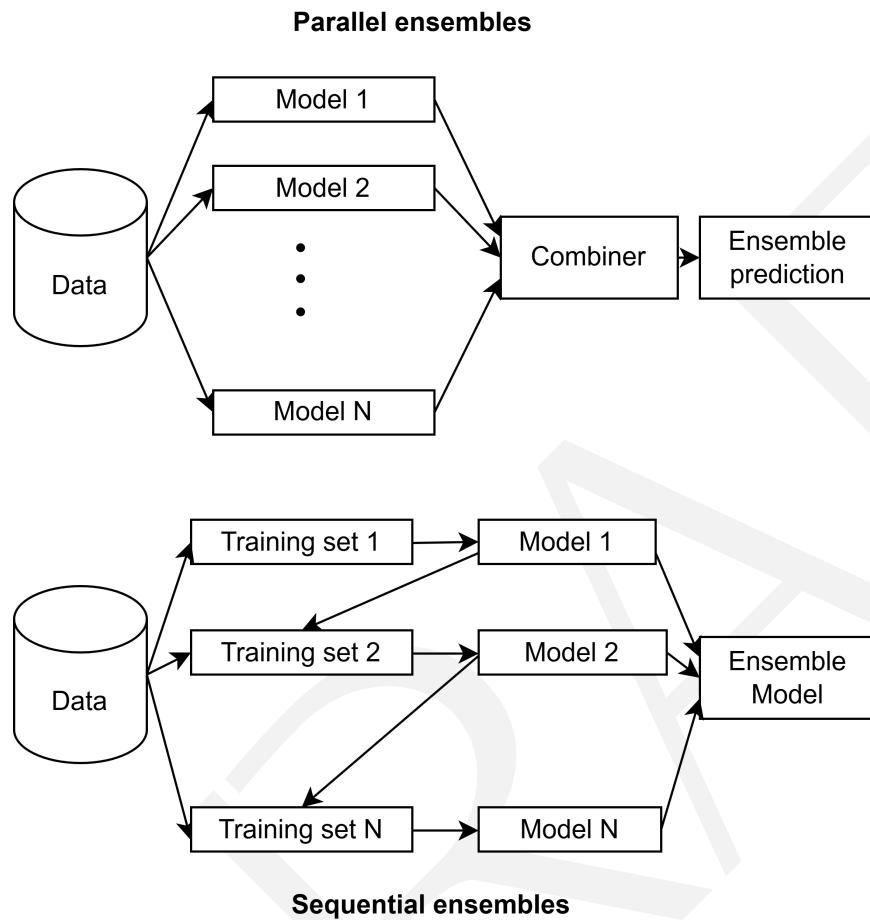 Parallel ensembles
Model 1
Model 2
Data
Combiner
Ensemble
prediction
Model N
Training set 1
Model 1
Training set 2
Model 2
Data
Ensemble
Model
Training set N
Model N
Sequential ensembles